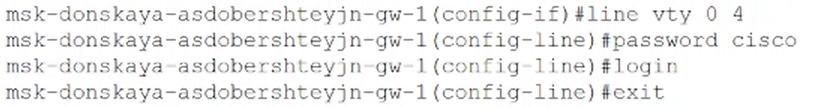 msk-donskaya-asdobershteyjn-gw-1(config-if)#line vty 0 4
msk-donskaya-asdobershteyjn-gw-1(config-line)#password cisco
msk-donskaya-asdobershteyjn-gw-1(config-line)#login
msk-donskaya-asdobershteyjn-gw-1(config-line)#exit